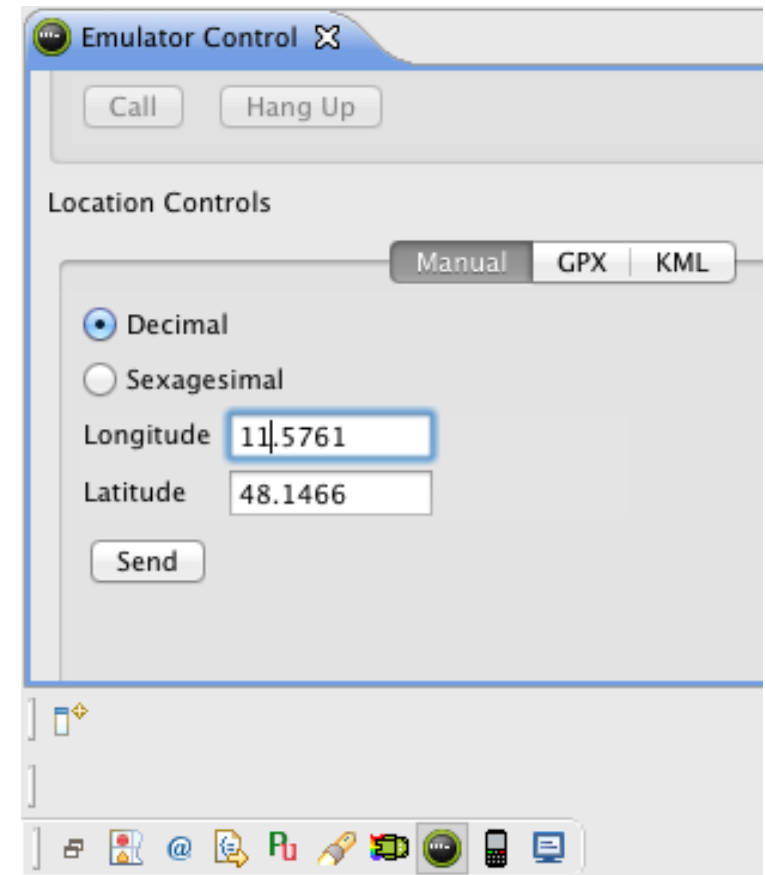 Emulator Control
Call Hang Up
Location Controls
Manual GPX KML
Decimal
Sexagesimal
Longitude 11.5761
Latitude 48.1466
Send
@ Pu